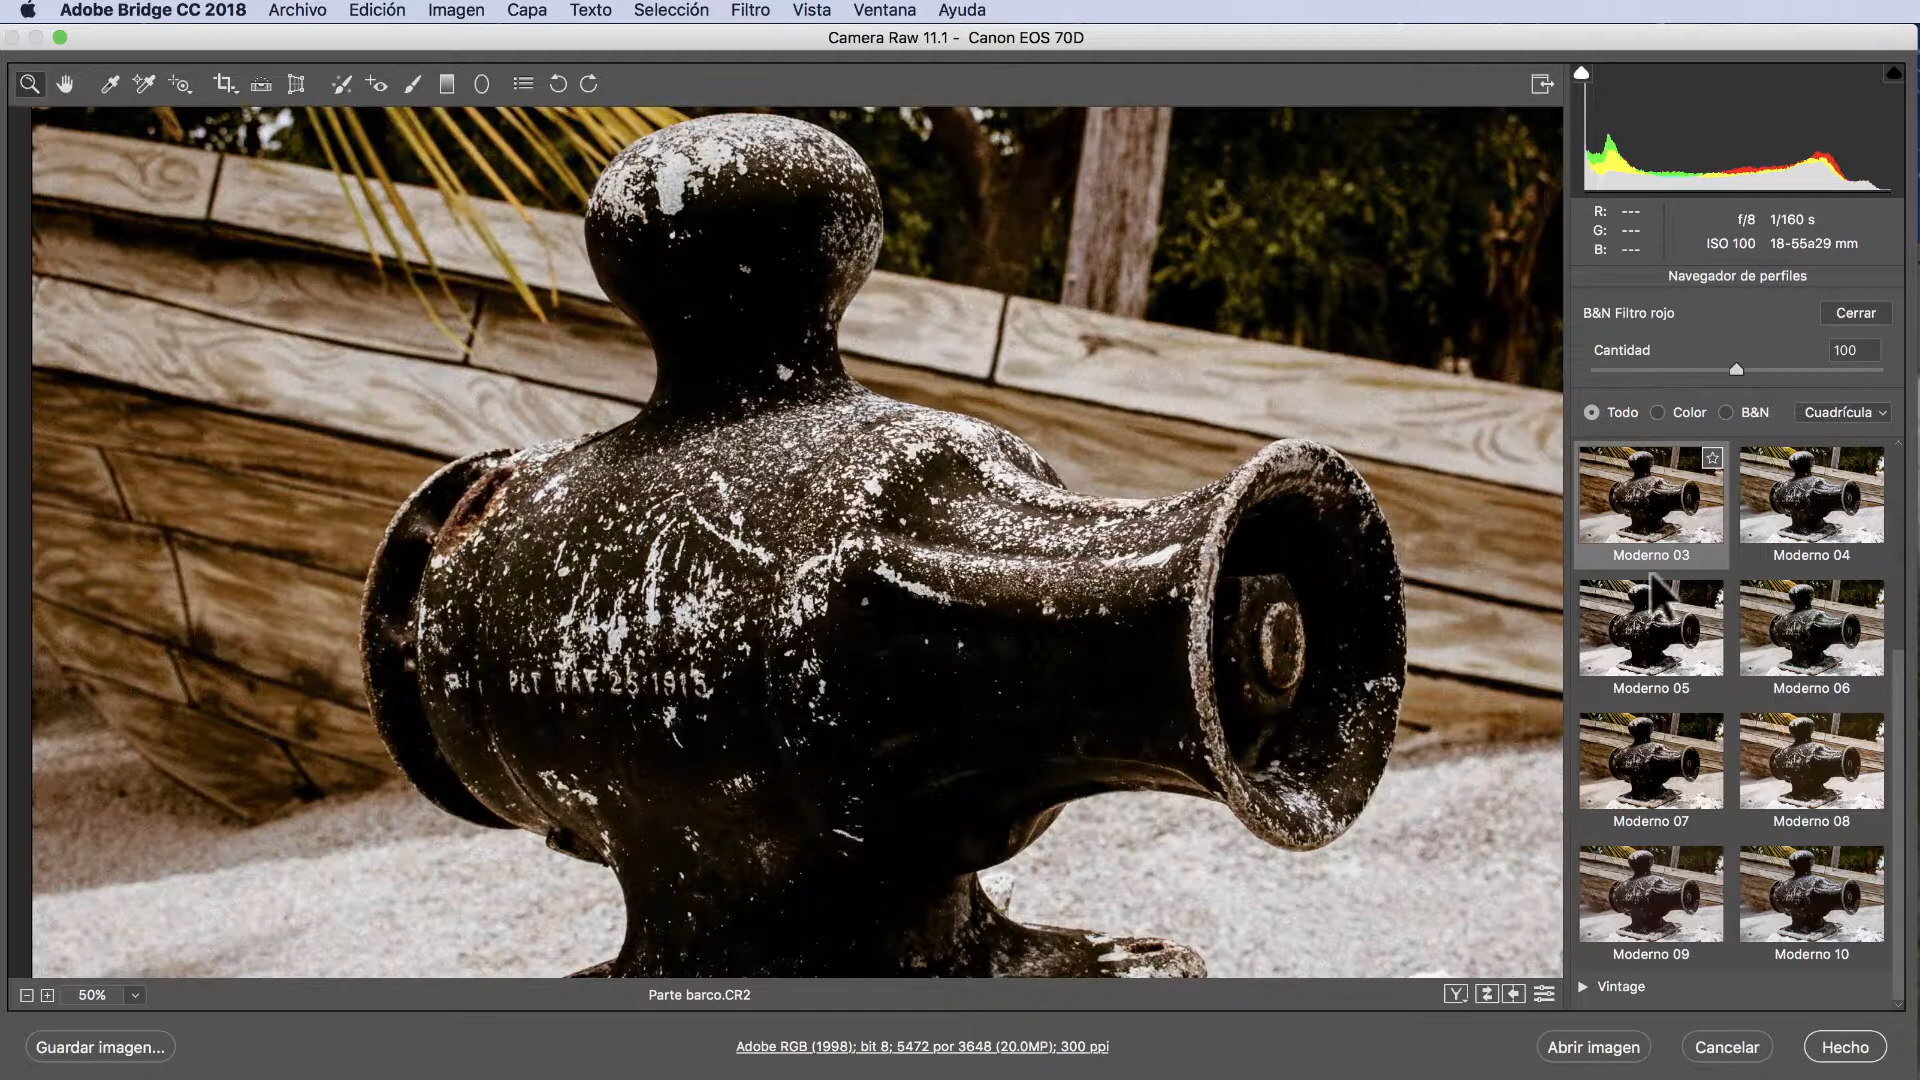 Adobe Bridge CC 2018 Archivo Edición Imagen Capa Texto Selección Filtro Vista Ventana Ayuda
Camera Raw 11.1 - Canon EOS 70D
R: ---
G: ---
B: ---
f/8 1/160 s
ISO 100 18-55a29 mm
Navegador de perfiles
B&N Filtro rojo Cerrar
Cantidad 100
Todo Color B&N Cuadrícula
Moderno 03 Moderno 04
Moderno 05 Moderno 06
Moderno 07 Moderno 08
Moderno 09 Moderno 10
Vintage
25 1915
50% Parte barco.CR2 Y
Guardar imagen... Adobe RGB (1998); bit 8; 5472 por 3648 (20.0MP); 300 ppi Abrir imagen Cancelar Hecho